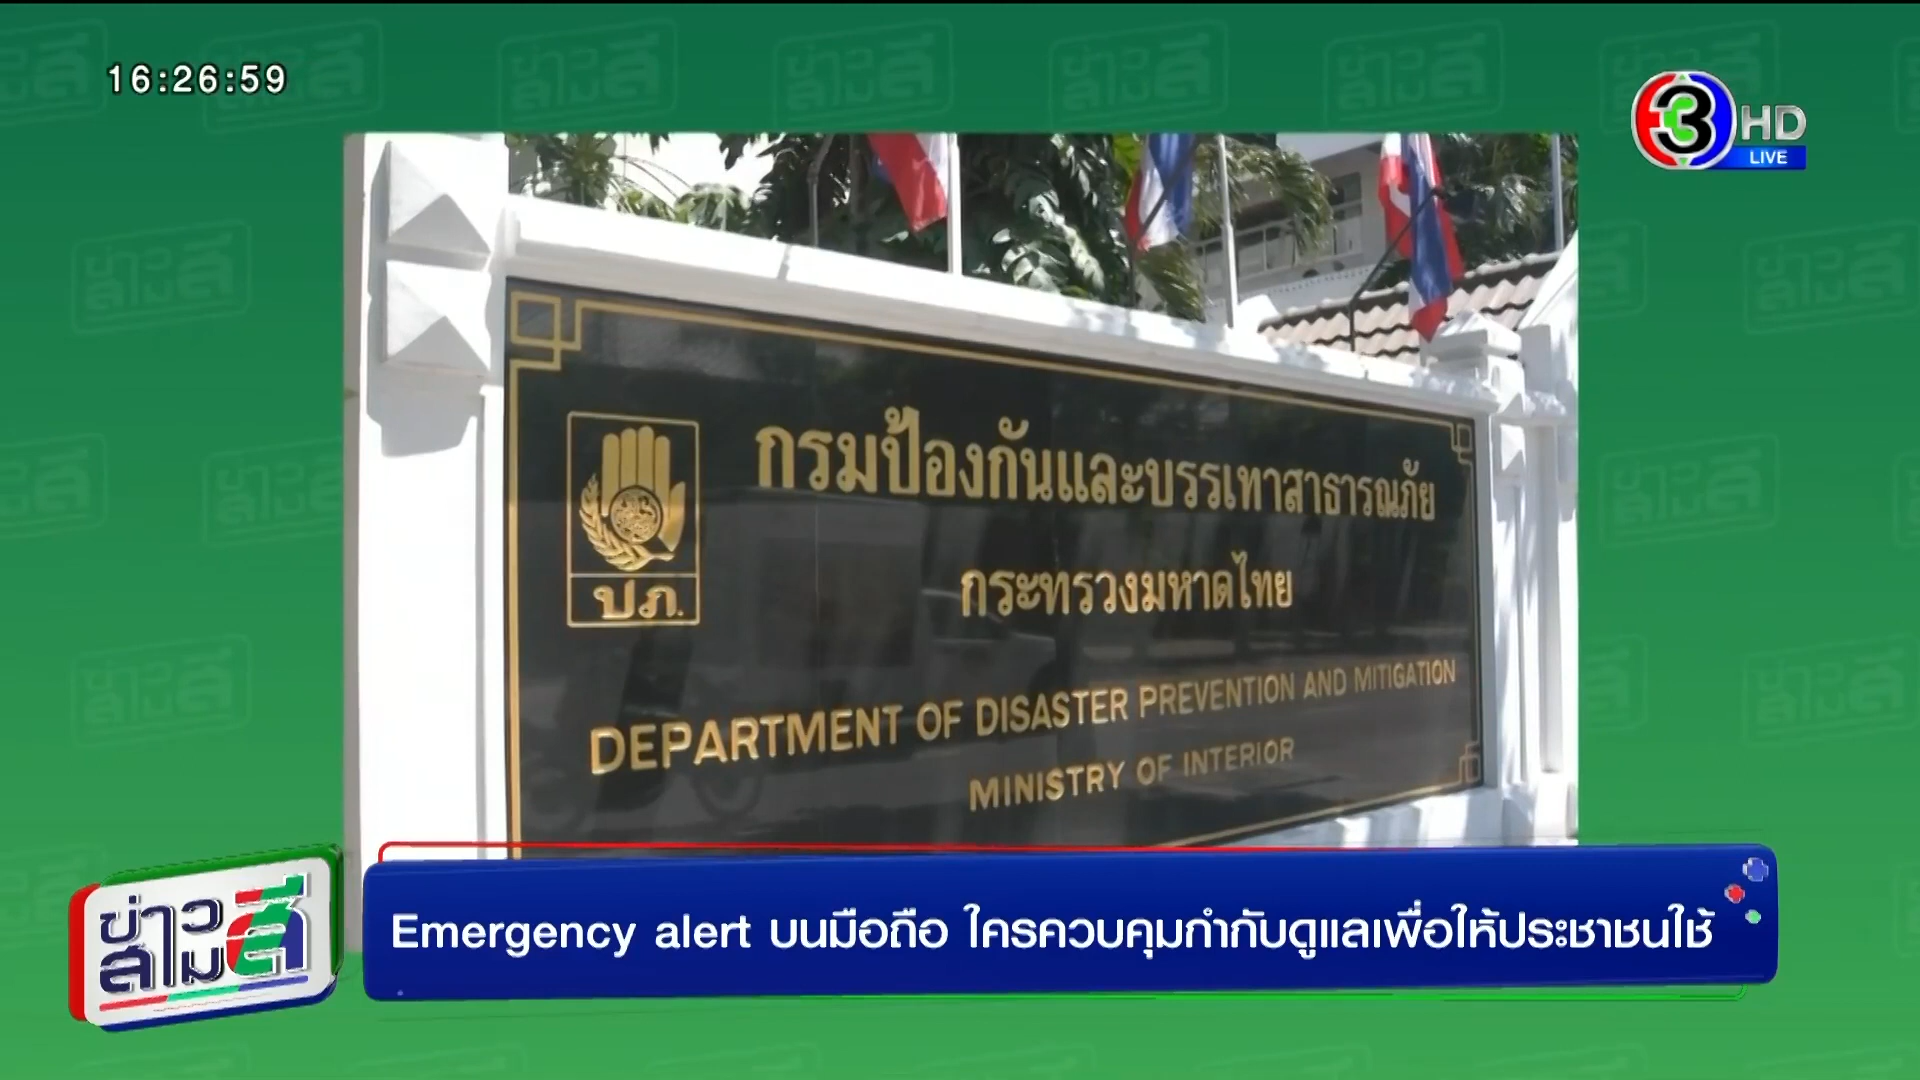 16:26:59
3 HD
LIVE
กรมป้องกันและบรรเทาสาธารณภัย
กระทรวงมหาดไทย
ปภ.
DEPARTMENT OF DISASTER PREVENTION AND MITIGATION
MINISTRY OF INTERIOR
ข่าว
สามสี
Emergency alert บนมือถือ ใครควบคุมกำกับดูแลเพื่อให้ประชาชนใช้